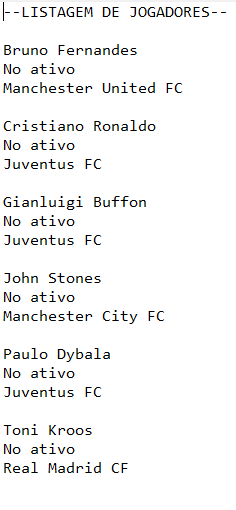 --LISTAGEM DE JOGADORES--
Bruno Fernandes
No ativo
Manchester United FC
Cristiano Ronaldo
No ativo
Juventus FC
Gianluigi Buffon
No ativo
Juventus FC
John Stones
No ativo
Manchester City FC
Paulo Dybala
No ativo
Juventus FC
Toni Kroos
No ativo
Real Madrid CF